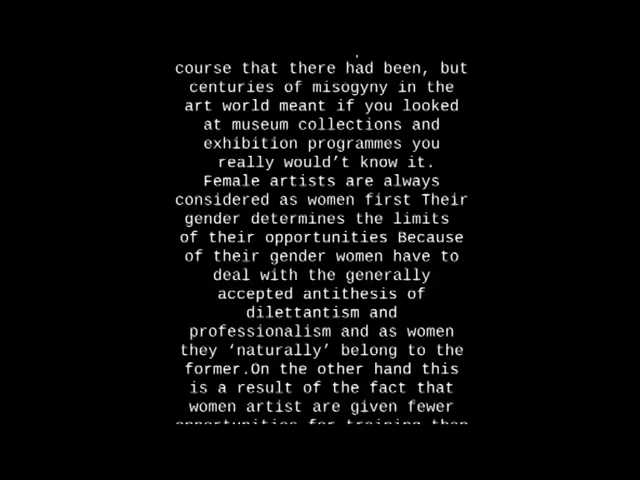 course that there had been, but
centuries of misogyny in the
art world meant if you looked
at museum collections and
exhibition programmes you
really would’t know it.
Female artists are always
considered as women first Their
gender determines the limits
of their opportunities Because
of their gender women have to
deal with the generally
accepted antithesis of
dilettantism and
professionalism and as women
they ‘naturally’ belong to the
former.On the other hand this
is a result of the fact that
women artist are given fewer
opportunities for training than